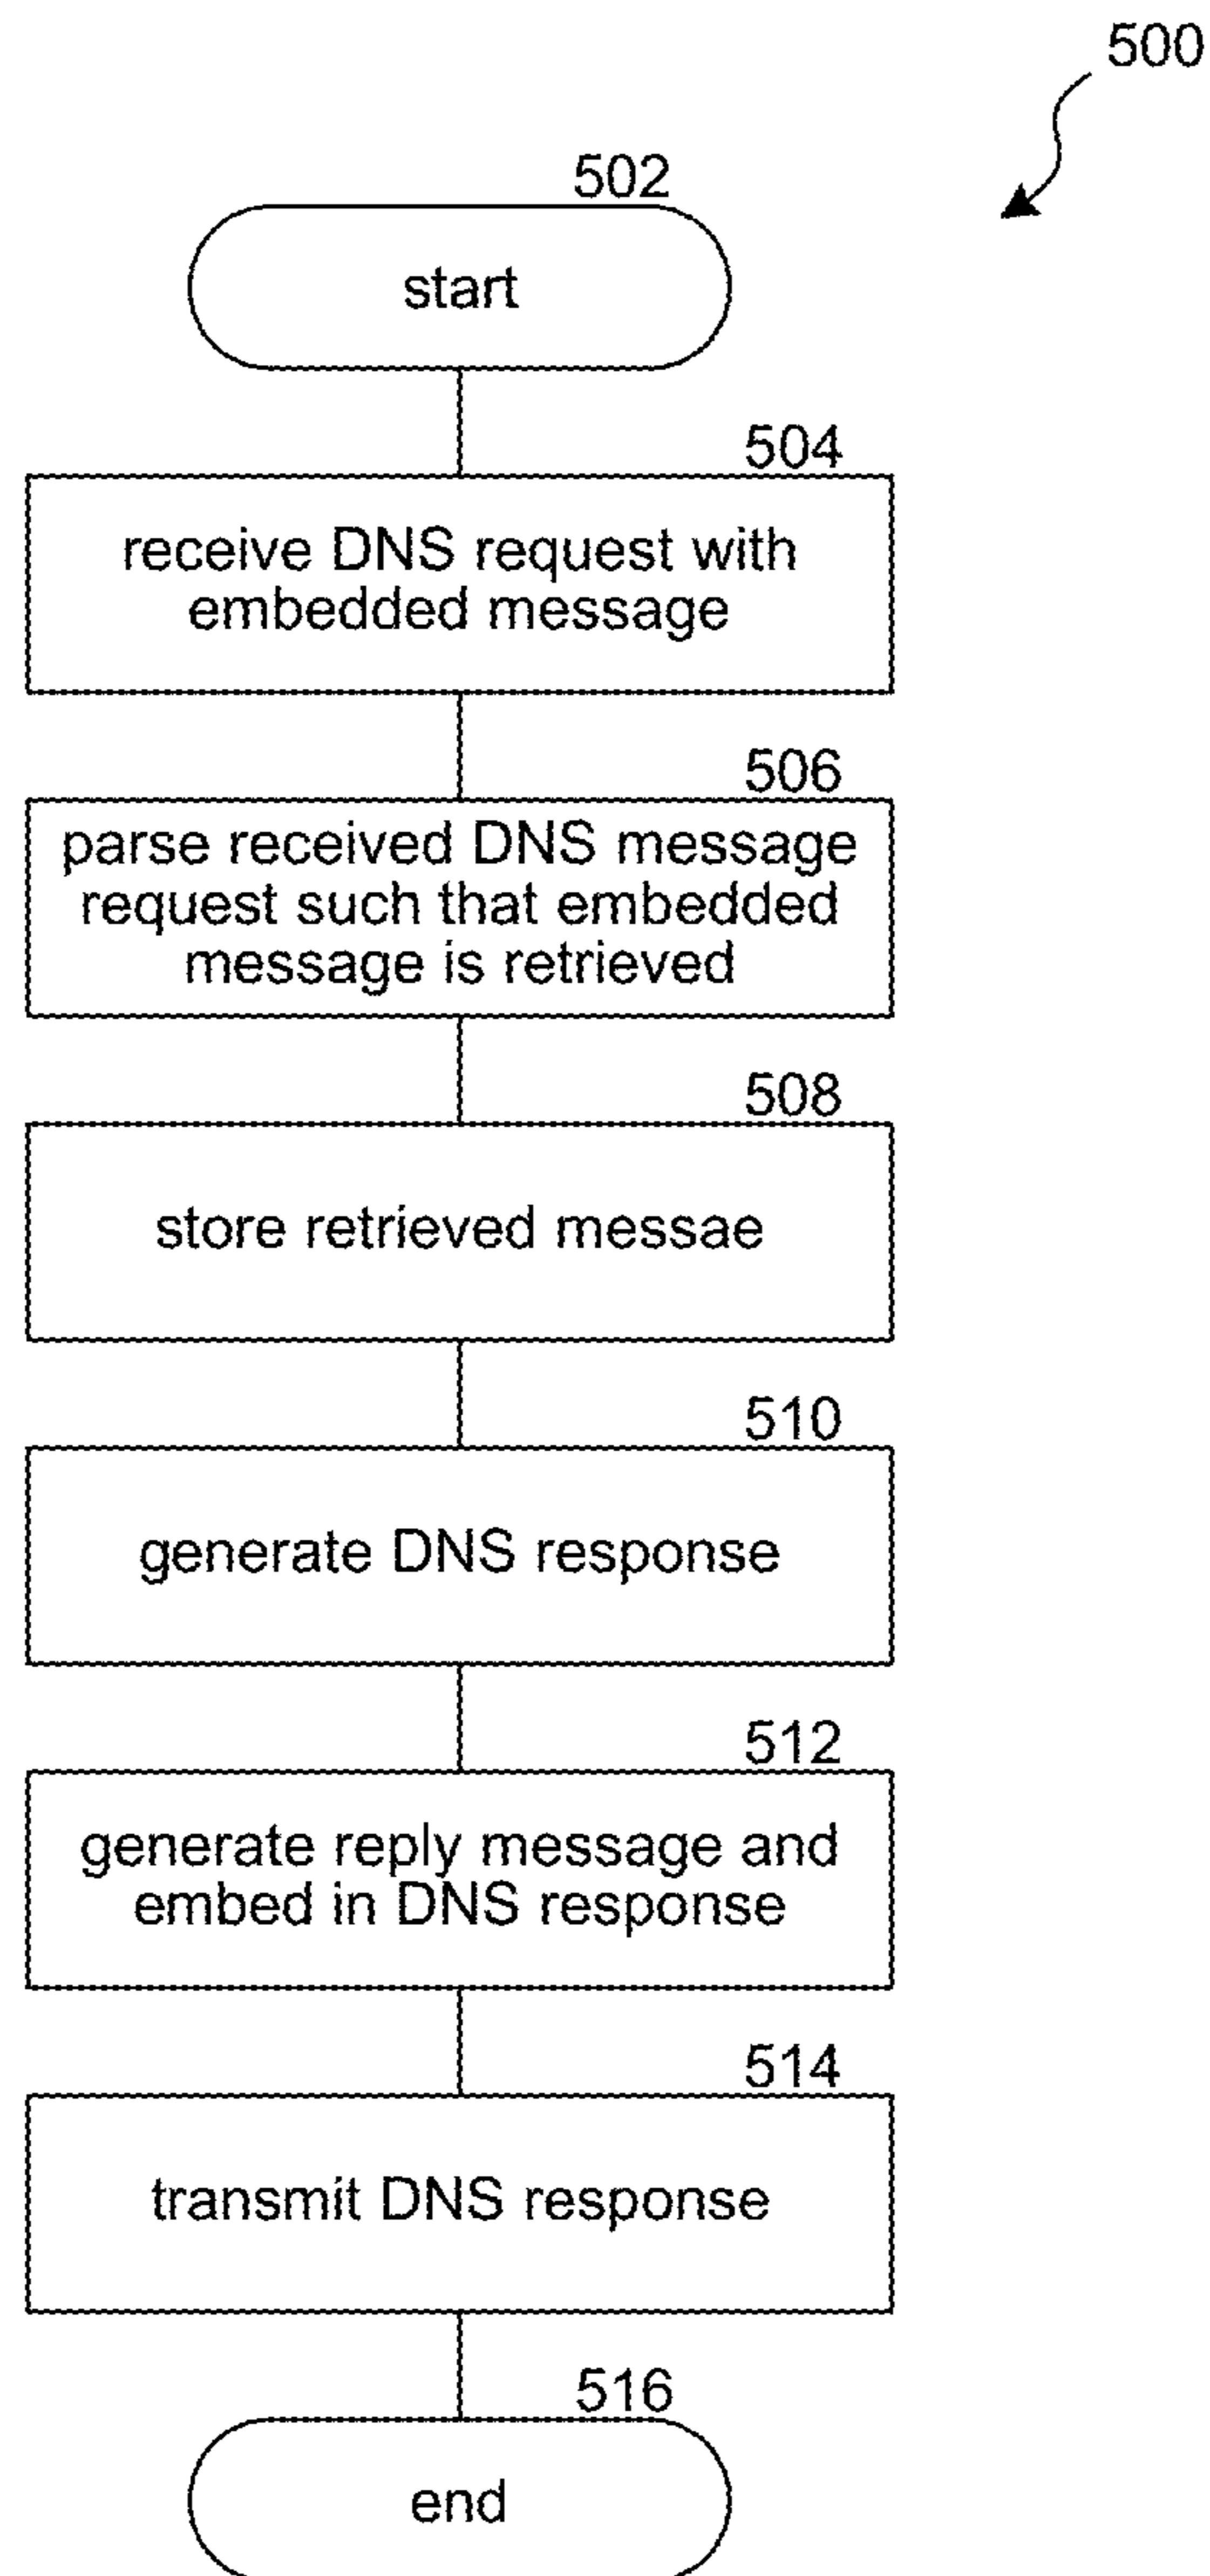 500
502
start
504
receive DNS request with
embedded message
506
parse received DNS message
request such that embedded
message is retrieved
508
store retrieved messae
510
generate DNS response
512
generate reply message and
embed in DNS response
514
transmit DNS response
516
end